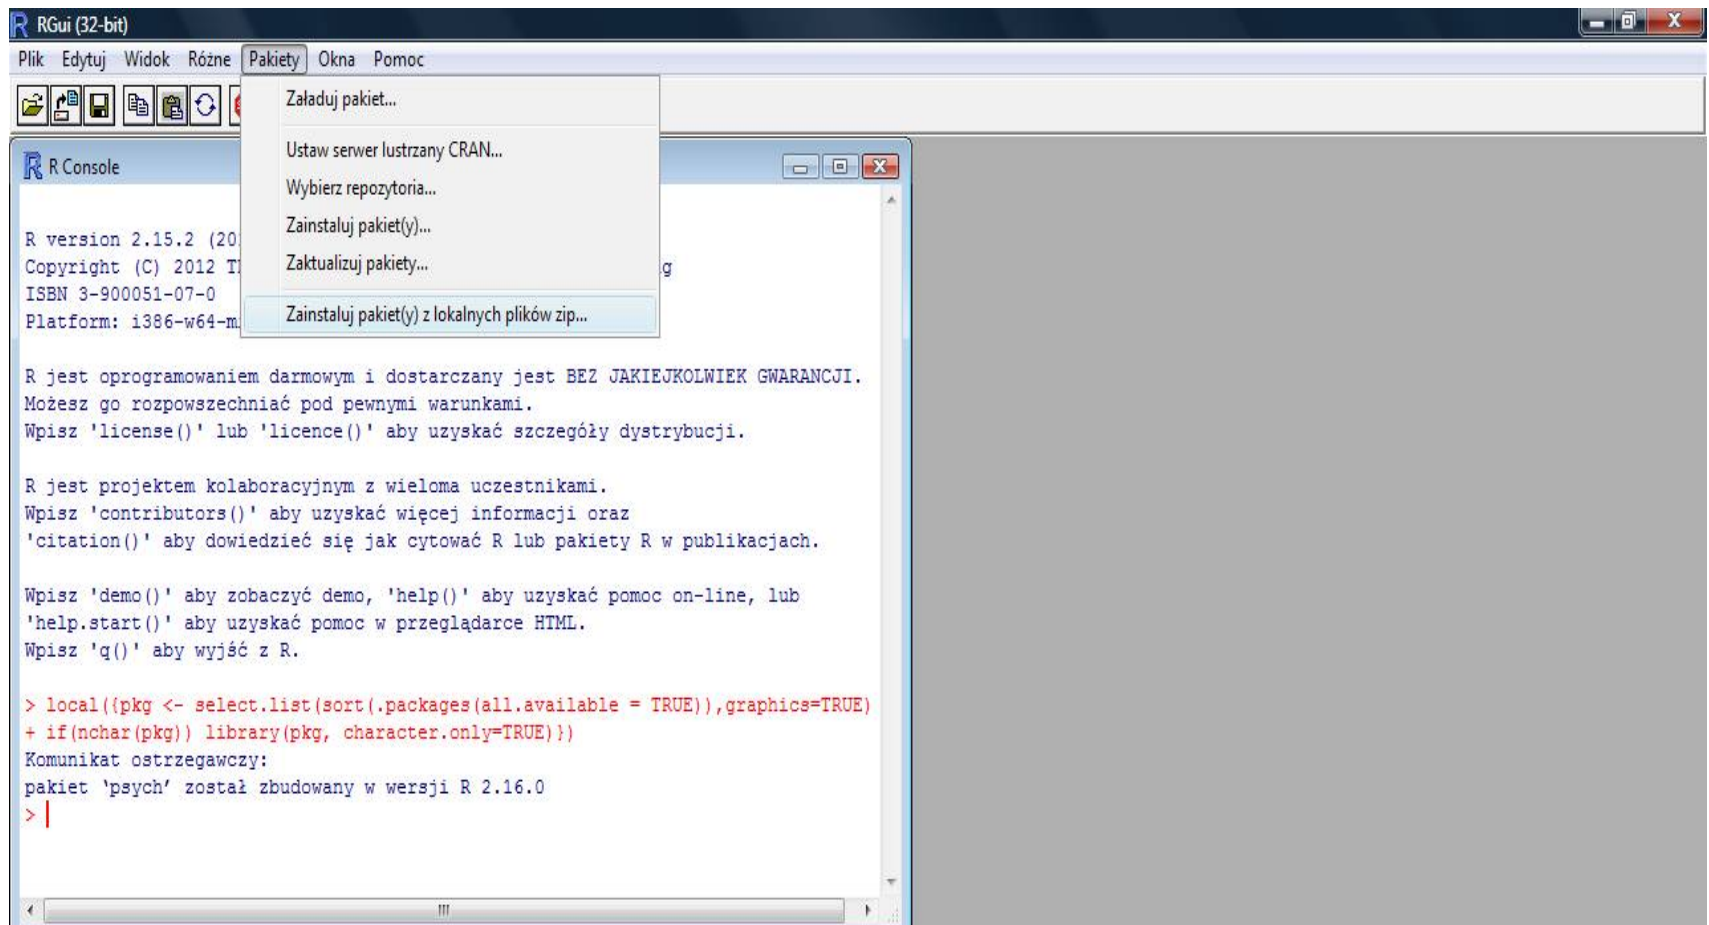 RGui (32-bit)
Plik Edytuj Widok Różne Pakiety Okna Pomoc
Załaduj pakiet...
Ustaw serwer lustrzany CRAN...
Wybierz repozytoria...
Zainstaluj pakiet(y)...
Zaktualizuj pakiety...
Zainstaluj pakiet(y) z lokalnych plików zip...
R Console
R version 2.15.2 (20
Copyright (C) 2012 T g
ISBN 3-900051-07-0
Platform: i386-w64-m
R jest oprogramowaniem darmowym i dostarczany jest BEZ JAKIEJKOLWIEK GWARANCJI.
Możesz go rozpowszechniać pod pewnymi warunkami.
Wpisz 'license()' lub 'licence()' aby uzyskać szczegóły dystrybucji.
R jest projektem kolaboracyjnym z wieloma uczestnikami.
Wpisz 'contributors()' aby uzyskać więcej informacji oraz
'citation()' aby dowiedzieć się jak cytować R lub pakiety R w publikacjach.
Wpisz 'demo()' aby zobaczyć demo, 'help()' aby uzyskać pomoc on-line, lub
'help.start()' aby uzyskać pomoc w przeglądarce HTML.
Wpisz 'q()' aby wyjść z R.
> local({pkg <- select.list(sort(.packages(all.available = TRUE)),graphics=TRUE)
+ if(nchar(pkg)) library(pkg, character.only=TRUE)})
Komunikat ostrzegawczy:
pakiet ‘psych’ został zbudowany w wersji R 2.16.0
>